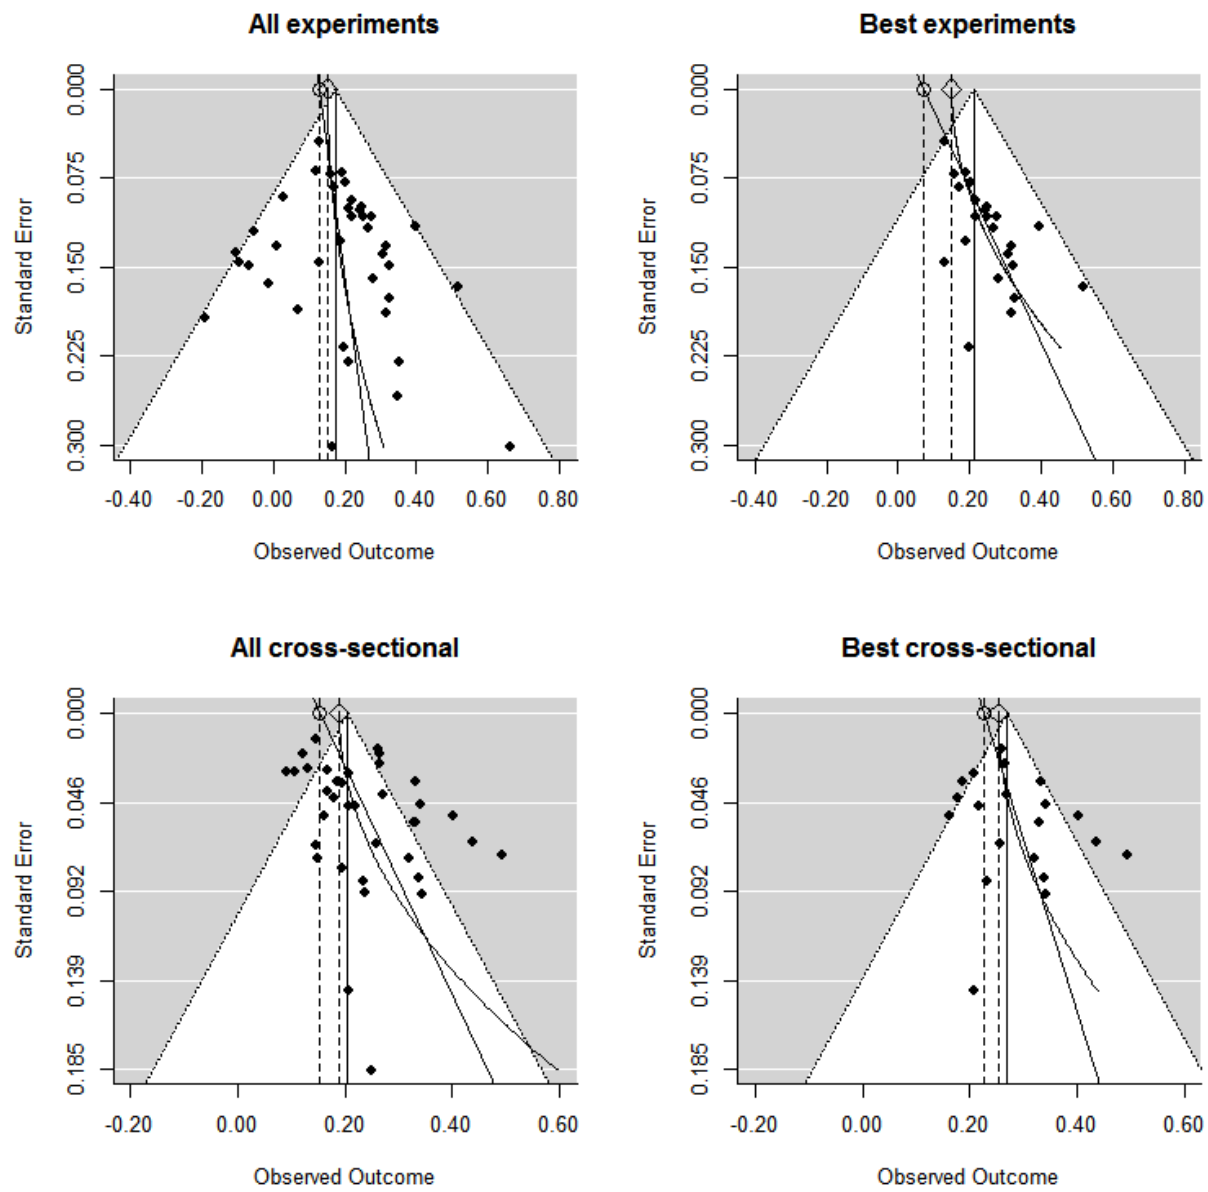 All experiments
0.000
0.075
0.150
0.225
0.300
Standard Error
-0.40 0.00 0.20 0.40 0.60 0.80
Observed Outcome
Best experiments
0.000
0.075
0.150
0.225
0.300
Standard Error
-0.40 0.00 0.20 0.40 0.60 0.80
Observed Outcome
All cross-sectional
0.000
0.046
0.092
0.139
0.185
Standard Error
-0.20 0.00 0.20 0.40 0.60
Observed Outcome
Best cross-sectional
0.000
0.046
0.092
0.139
0.185
Standard Error
-0.20 0.00 0.20 0.40 0.60
Observed Outcome